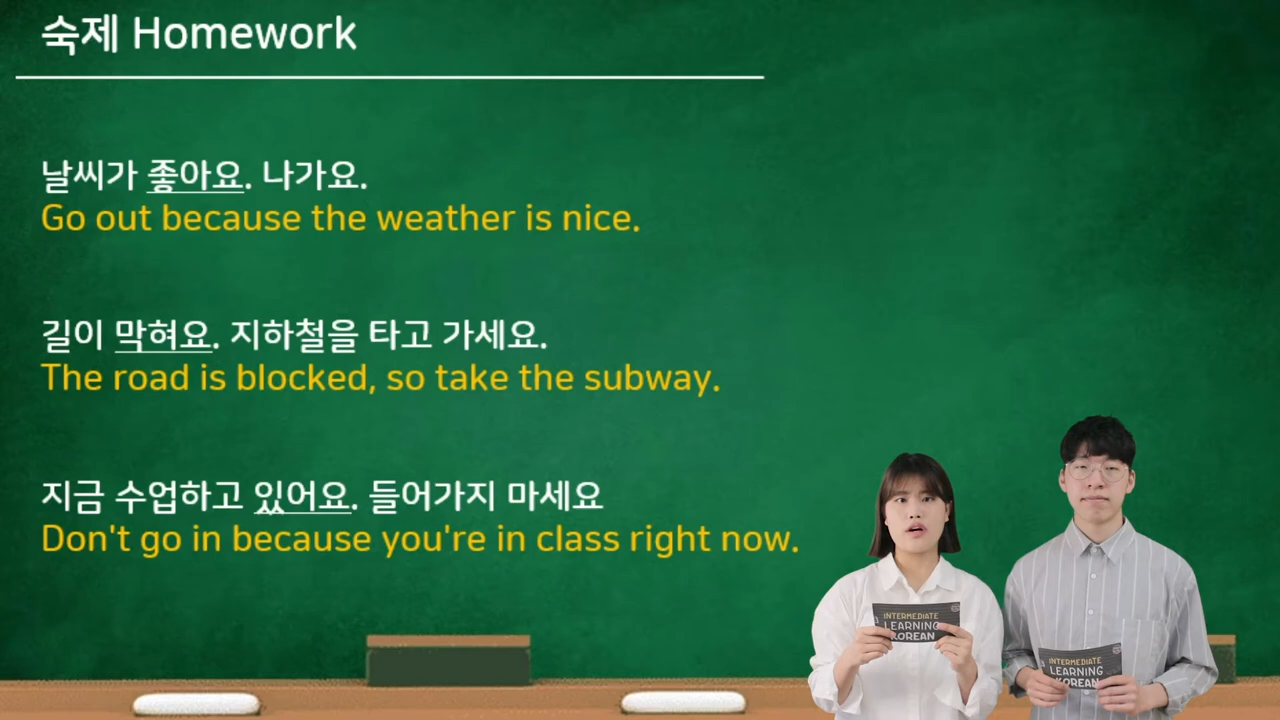 숙제 Homework
날씨가 좋아요. 나가요.
Go out because the weather is nice.
길이 막혀요. 지하철을 타고 가세요.
The road is blocked, so take the subway.
지금 수업하고 있어요. 들어가지 마세요
Don't go in because you're in class right now.
INTERMEDIATE
LEARNING
KOREAN
INTERMEDIATE
LEARNING
KOREAN